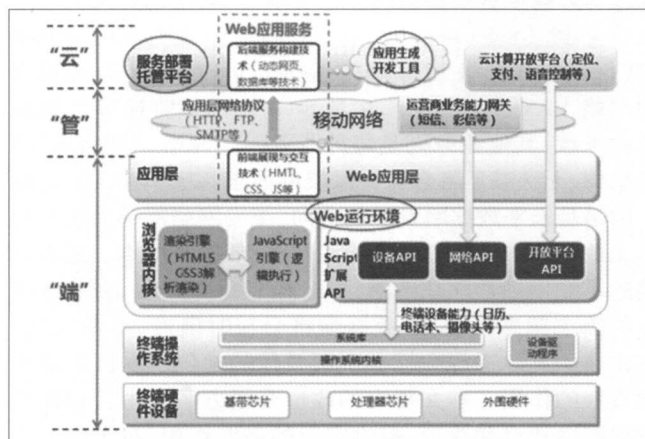 Web应用服务
“云”
服务部署
托管平台
后端服务构建技
术(动态网页、
数据库等技术)
应用生成
开发工具
云计算开放平台(定位、
支付、语音控制等)
“管”
应用层网络协议
(HTTP、FTP、
SMTP等)
移动网络
运营商业务能力网关
(短信、彩信等)
“端”
应用层
前端展现与交互
技术(HMTL、
CSS、JS等)
Web应用层
Web运行环境
浏览器内核
渲染引擎
(HTML5
、CSS3解
析渲染)
JavaScript
引擎(逻
辑执行)
Java
Script
扩展
API
设备API
网络API
开放平台
API
终端设备能力(日历、
电话本、摄像头等)
终端操
作系统
系统库
操作系统内核
设备驱
动程序
终端硬
件设备
基带芯片
处理器芯片
外围硬件